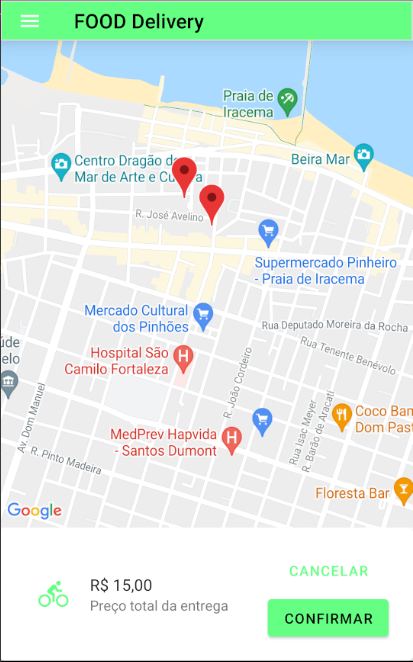 FOOD Delivery
Praia de
Iracema
Beira Mar
Centro Dragão d
Mar de Arte e Cu
a
R. José Avelino
Supermercado Pinheiro
- Praia de Iracema
Mercado Cultural
dos Pinhões
Rua Deputado Moreira da Rocha
Rua Tenente Benévolo
úde
elo
Hospital São
Camilo Fortaleza
R. João Cordeiro
Av. Dom Manuel
Rua Isac Meyer
R. Barão de Aracati
Coco Bam
Dom Past
MedPrev Hapvida
- Santos Dumont
R. Pinto Madeira
Floresta Bar
Google
CANCELAR
R$ 15,00
Preço total da entrega
CONFIRMAR